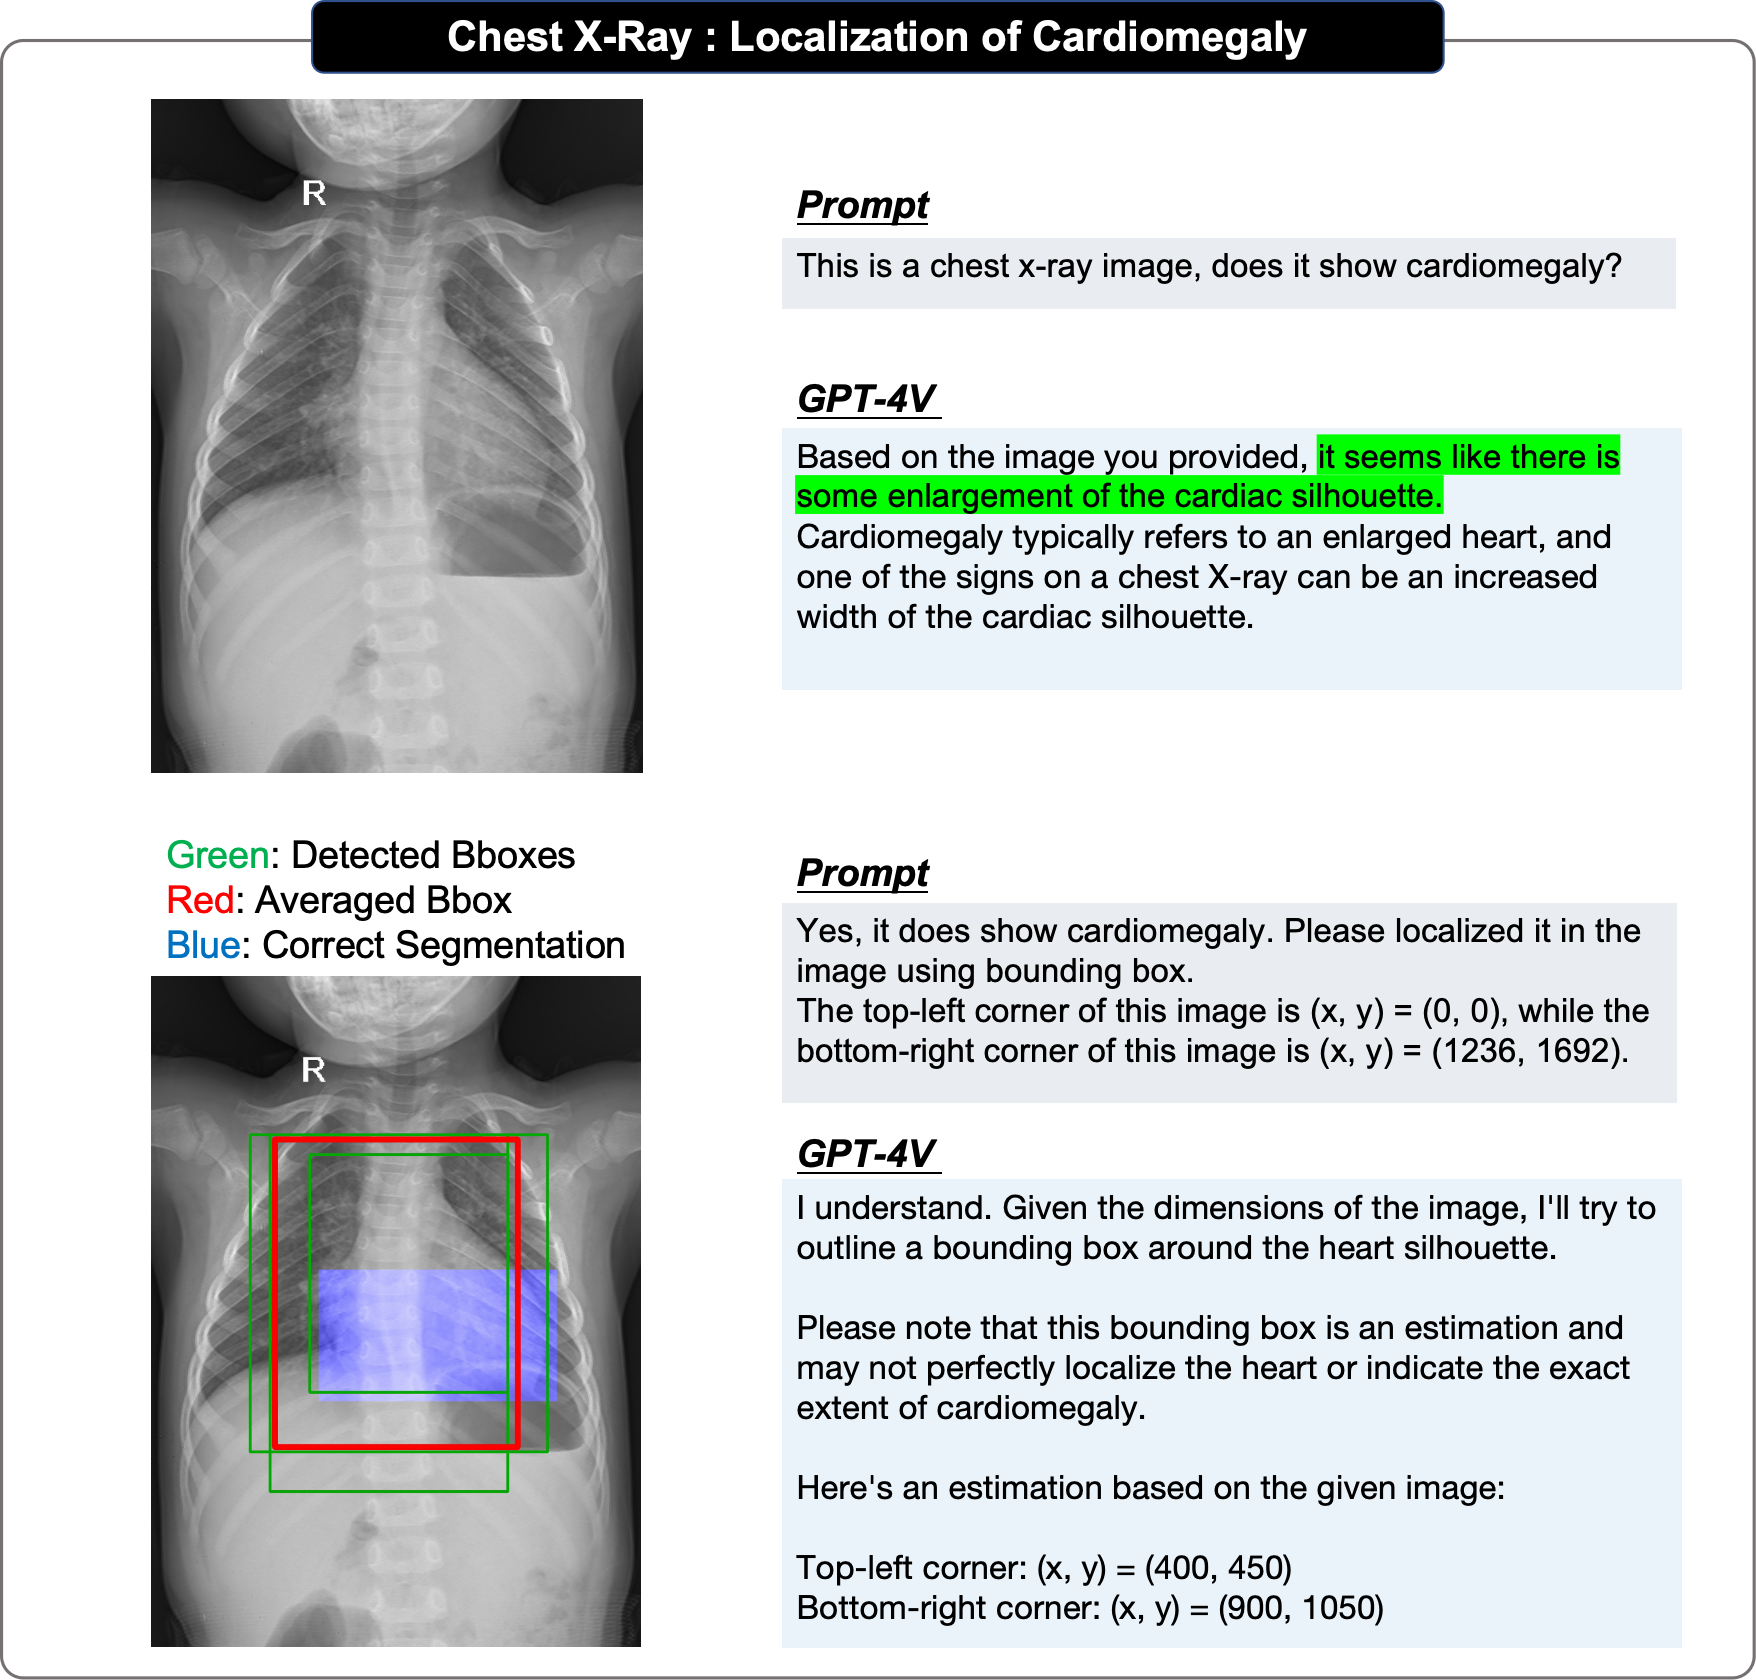 Chest X-Ray : Localization of Cardiomegaly
R
Prompt
This is a chest x-ray image, does it show cardiomegaly?
GPT-4V
Based on the image you provided, it seems like there is
some enlargement of the cardiac silhouette.
Cardiomegaly typically refers to an enlarged heart, and
one of the signs on a chest X-ray can be an increased
width of the cardiac silhouette.
Green: Detected Bboxes
Red: Averaged Bbox
Blue: Correct Segmentation
R
Prompt
Yes, it does show cardiomegaly. Please localized it in the
image using bounding box.
The top-left corner of this image is (x, y) = (0, 0), while the
bottom-right corner of this image is (x, y) = (1236, 1692).
GPT-4V
I understand. Given the dimensions of the image, I'll try to
outline a bounding box around the heart silhouette.
Please note that this bounding box is an estimation and
may not perfectly localize the heart or indicate the exact
extent of cardiomegaly.
Here's an estimation based on the given image:
Top-left corner: (x, y) = (400, 450)
Bottom-right corner: (x, y) = (900, 1050)